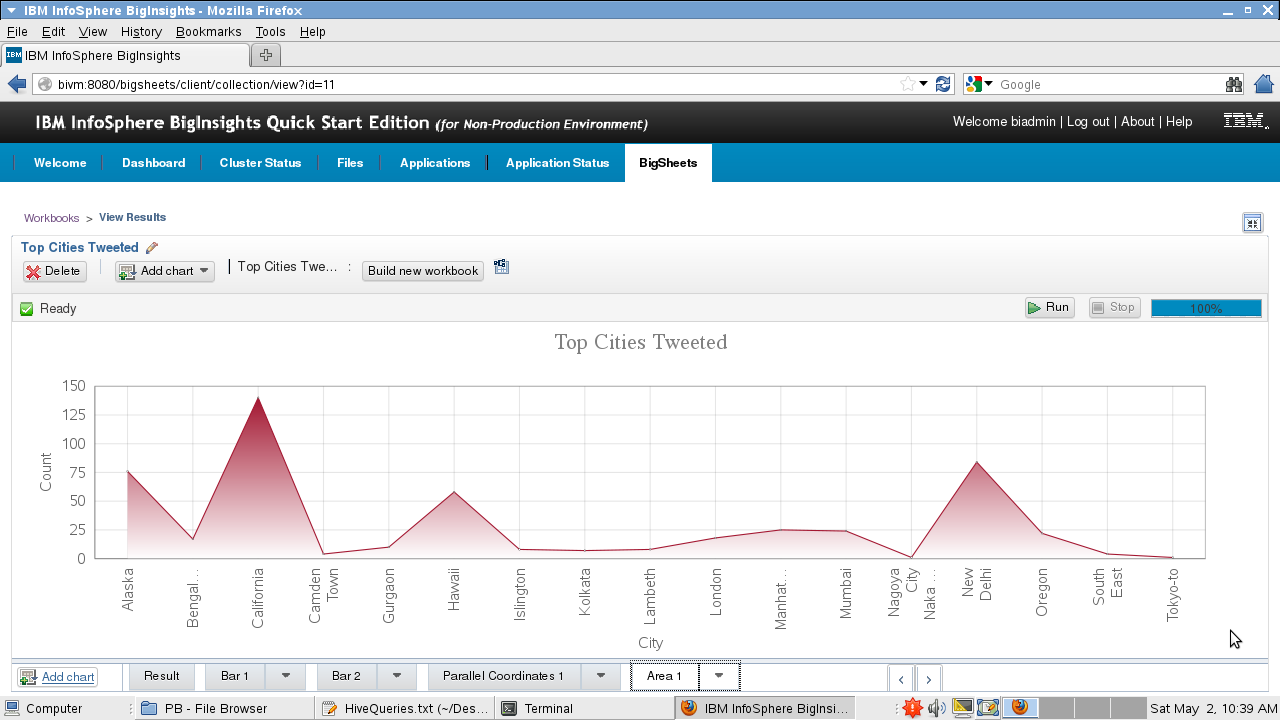 IBM InfoSphere BigInsights - Mozilla Firefox
File Edit View History Bookmarks Tools Help
IBM IBM InfoSphere BigInsights
bivm:8080/bigsheets/client/collection/view?id=11
Google
IBM InfoSphere BigInsights Quick Start Edition (for Non-Production Environment)
Welcome biadmin | Log out | About | Help
IBM.
Welcome Dashboard Cluster Status Files Applications Application Status BigSheets
Workbooks > View Results
Top Cities Tweeted
Delete Add chart Top Cities Twe... : Build new workbook
Ready Run Stop 100%
Top Cities Tweeted
150
125
100
75
50
25
0
Count
Alaska
Bengal...
California
Camden Town
Gurgaon
Hawaii
Islington
Kolkata
Lambeth
London
Manhat...
Mumbai
Nagoya City Naka ...
New Delhi
Oregon
South East
Tokyo-to
City
Add chart Result Bar 1 Bar 2 Parallel Coordinates 1 Area 1 < >
Computer PB - File Browser HiveQueries.txt (~/Des... Terminal IBM InfoSphere BigInsi... Sat May 2, 10:39 AM